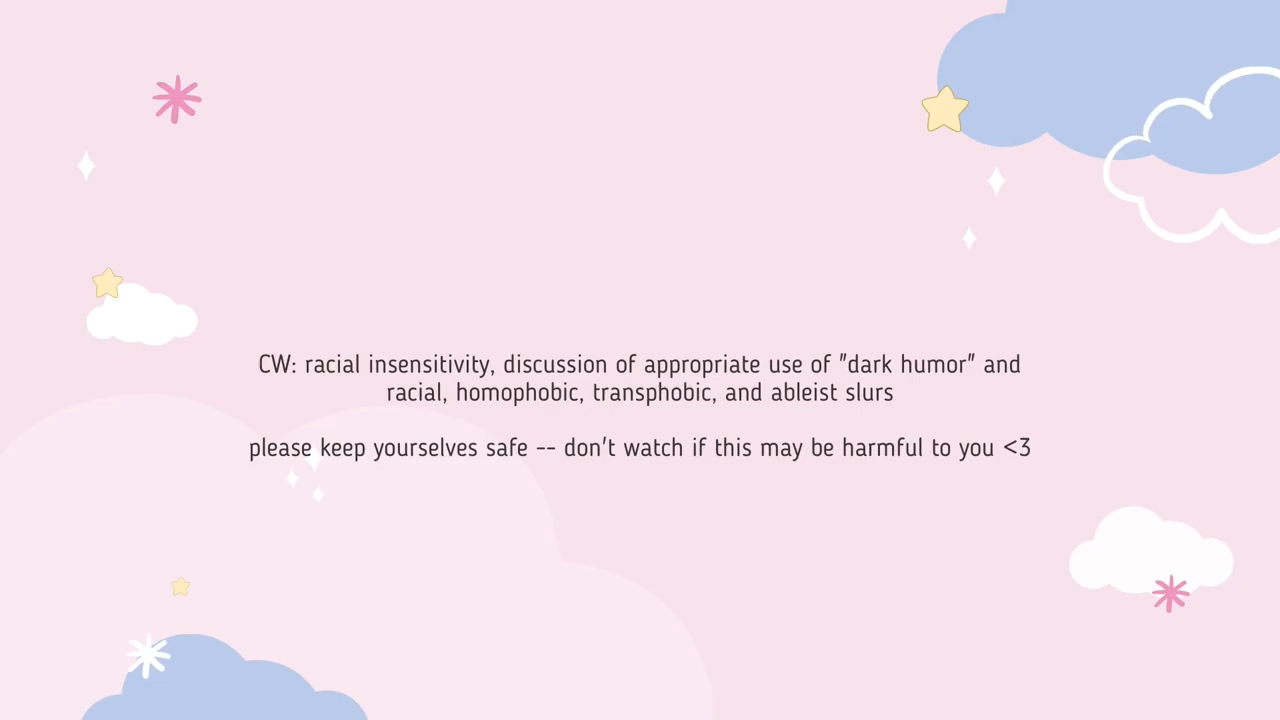 CW: racial insensitivity, discussion of appropriate use of "dark humor" and
racial, homophobic, transphobic, and ableist slurs
please keep yourselves safe -- don't watch if this may be harmful to you <3